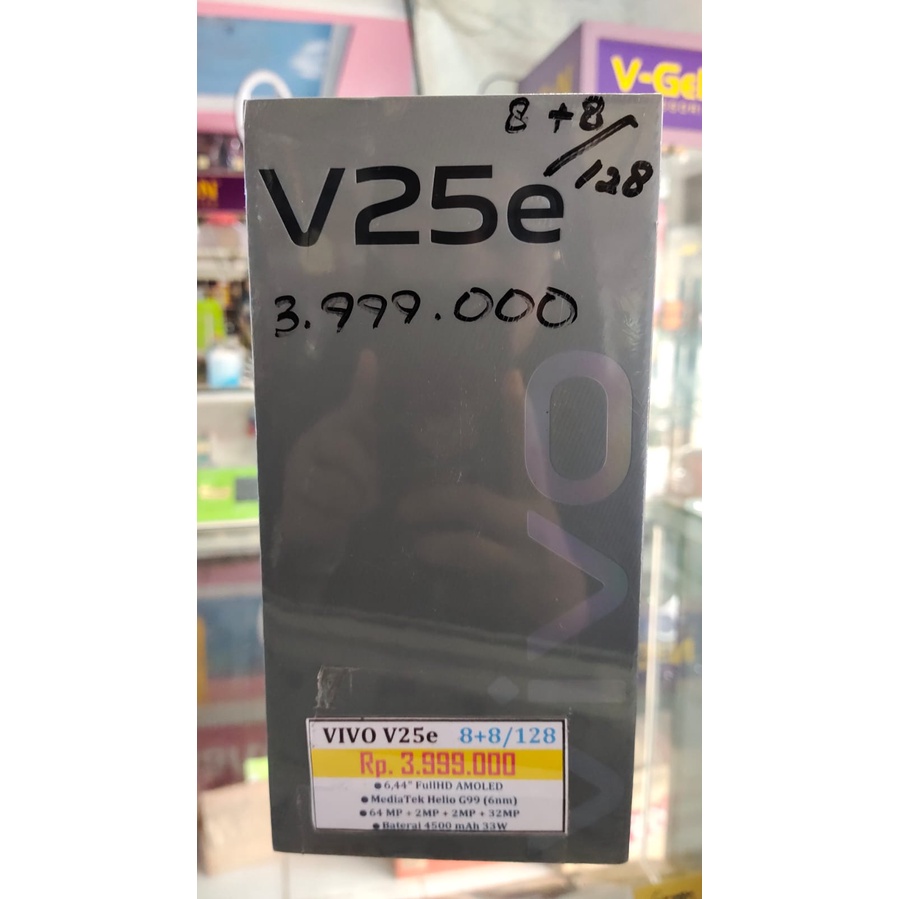 V-Gel
8+8/128
V25e
3.999.000
vivo
VIVO V25e 8+8/128
Rp. 3.999.000
● 6,44" FullHD AMOLED
● MediaTek Helio G99 (6nm)
● 64 MP + 2MP + 2MP + 32MP
● Baterai 4500 mAh 33W